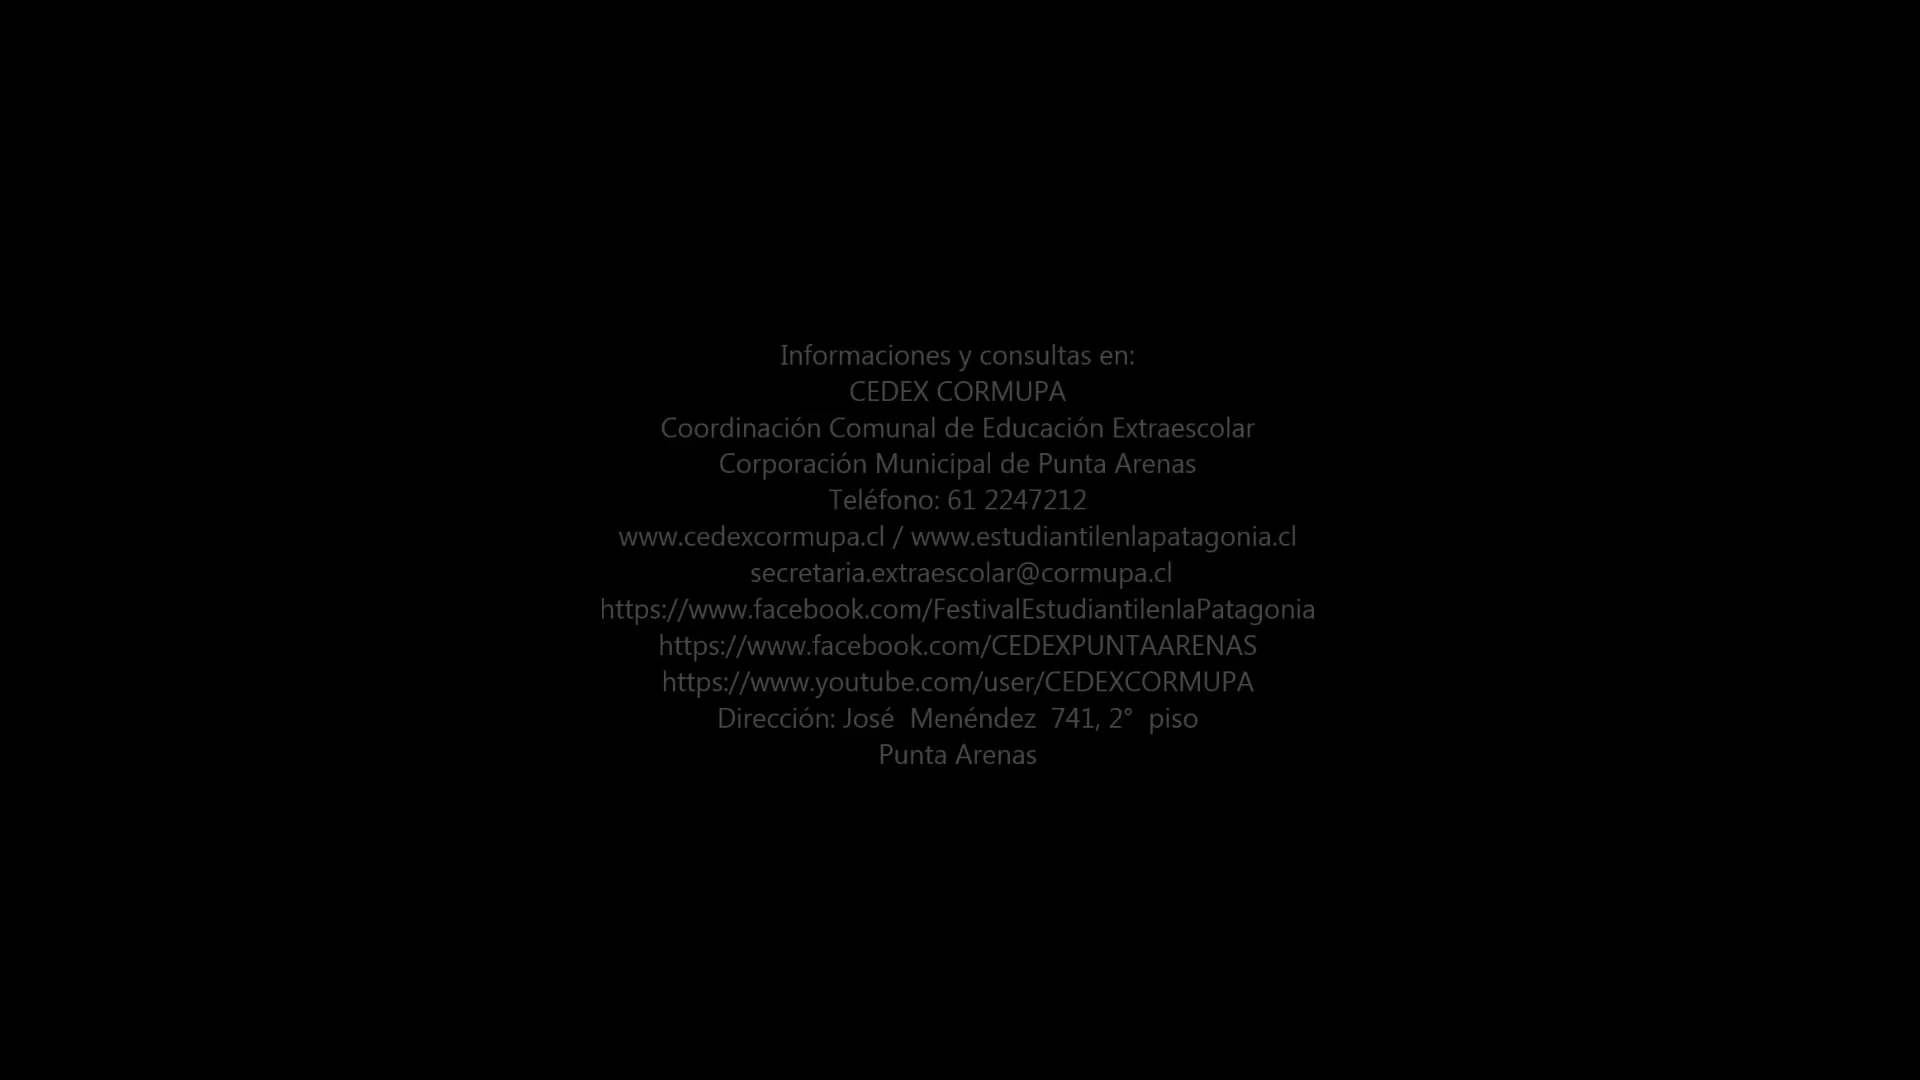 Informaciones y consultas en:
CEDEX CORMUPA
Coordinación Comunal de Educación Extraescolar
Corporación Municipal de Punta Arenas
Teléfono: 61 2247212
www.cedexcormupa.cl / www.estudiantilenlapatagonia.cl
secretaria.extraescolar@cormupa.cl
https://www.facebook.com/FestivalEstudiantilenlaPatagonia
https://www.facebook.com/CEDEXPUNTAARENAS
https://www.youtube.com/user/CEDEXCORMUPA
Dirección: José  Menéndez  741, 2°  piso
Punta Arenas